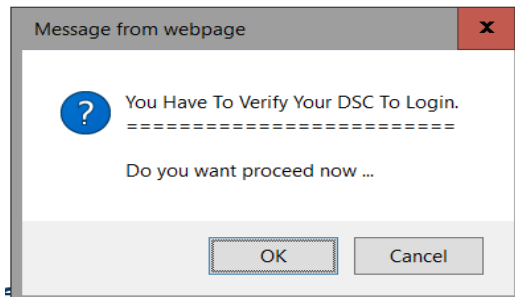 Message from webpage
x
?
You Have To Verify Your DSC To Login.
=========================
Do you want proceed now ...
OK
Cancel